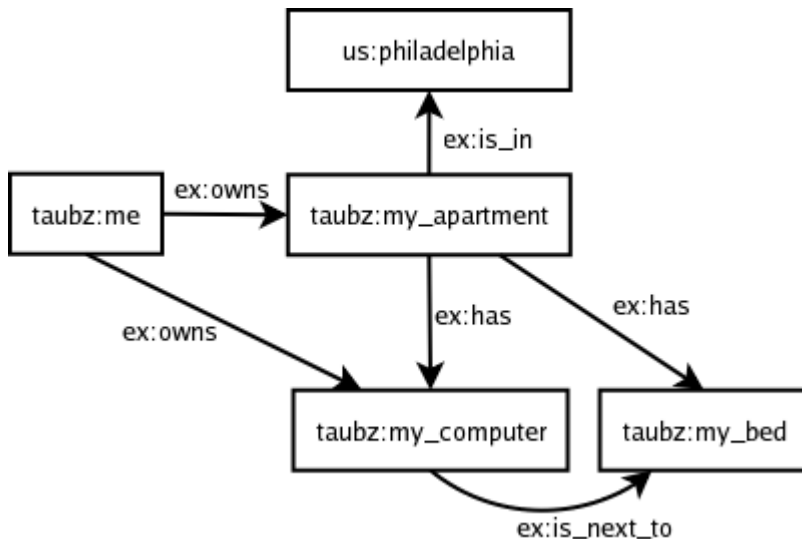 us:philadelphia
ex:is_in
ex:owns
taubz:me
taubz:my_apartment
ex:owns
ex:has
ex:has
taubz:my_computer
taubz:my_bed
ex:is_next_to